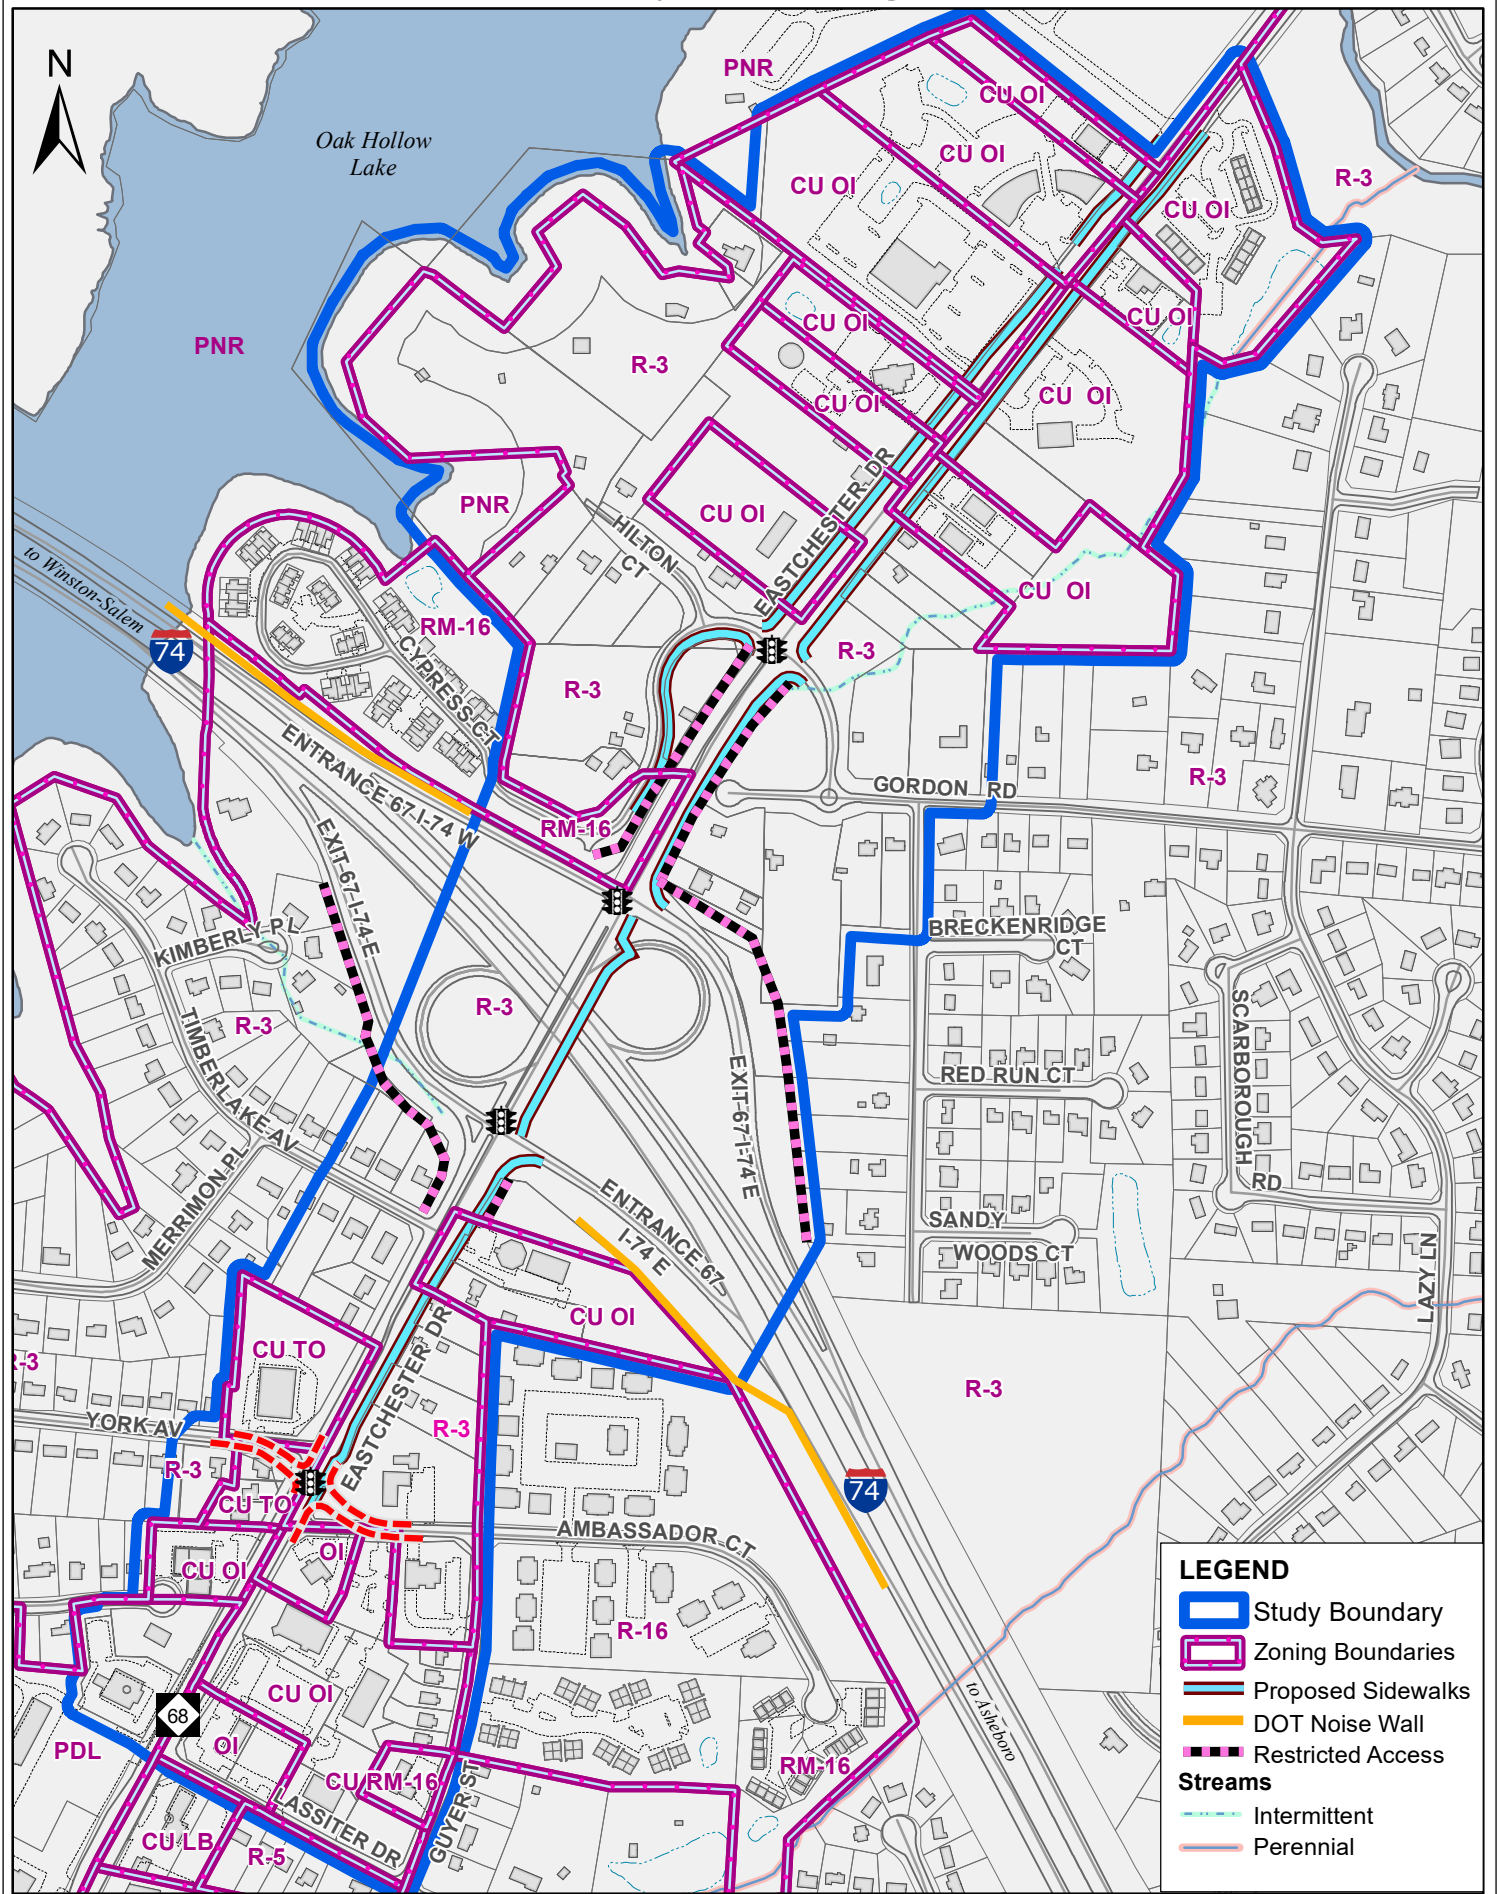 N
Oak Hollow
Lake
PNR
CU OI
CU OI
CU OI
R-3
CU OI
PNR
CU OI
CU OI
R-3
CU OI
CU OI
PNR
CU OI
EASTCHESTER DR
HILTON
CT
to Winston-Salem
74
RM-16
CYPRESS CT
CU OI
R-3
R-3
ENTRANCE 67-I-74 W
RM-16
GORDON RD
R-3
EXIT-67-I-74 E
KIMBERLY PL
BRECKENRIDGE
CT
R-3
R-3
TIMBERLAKE AV
MERRIMON PL
EXIT-67-I-74 E
RED RUN CT
SCARBOROUGH
RD
ENTRANCE 67-
I-74 E
SANDY
WOODS CT
LAZY LN
CU OI
CU TO
R-3
EASTCHESTER DR
R-3
R-3
YORK AV
R-3
CU TO
74
AMBASSADOR CT
OI
CU OI
R-16
CU OI
68
OI
PDL
to Asheboro
CU RM-16
RM-16
LASSITER DR
GUYER ST
CU LB
R-5
LEGEND
Study Boundary
Zoning Boundaries
Proposed Sidewalks
DOT Noise Wall
Restricted Access
Streams
Intermittent
Perennial